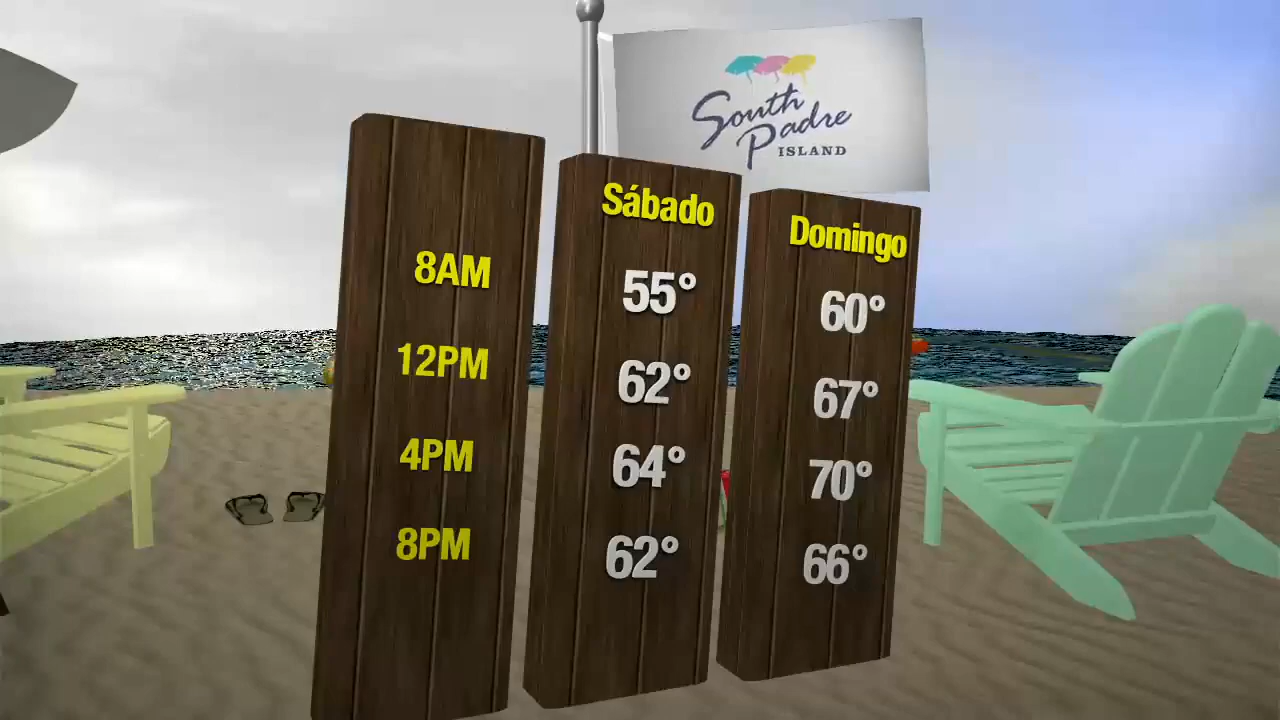 South
Padre
ISLAND
Sábado
Domingo
8AM 55° 60°
12PM 62° 67°
4PM 64° 70°
8PM 62° 66°